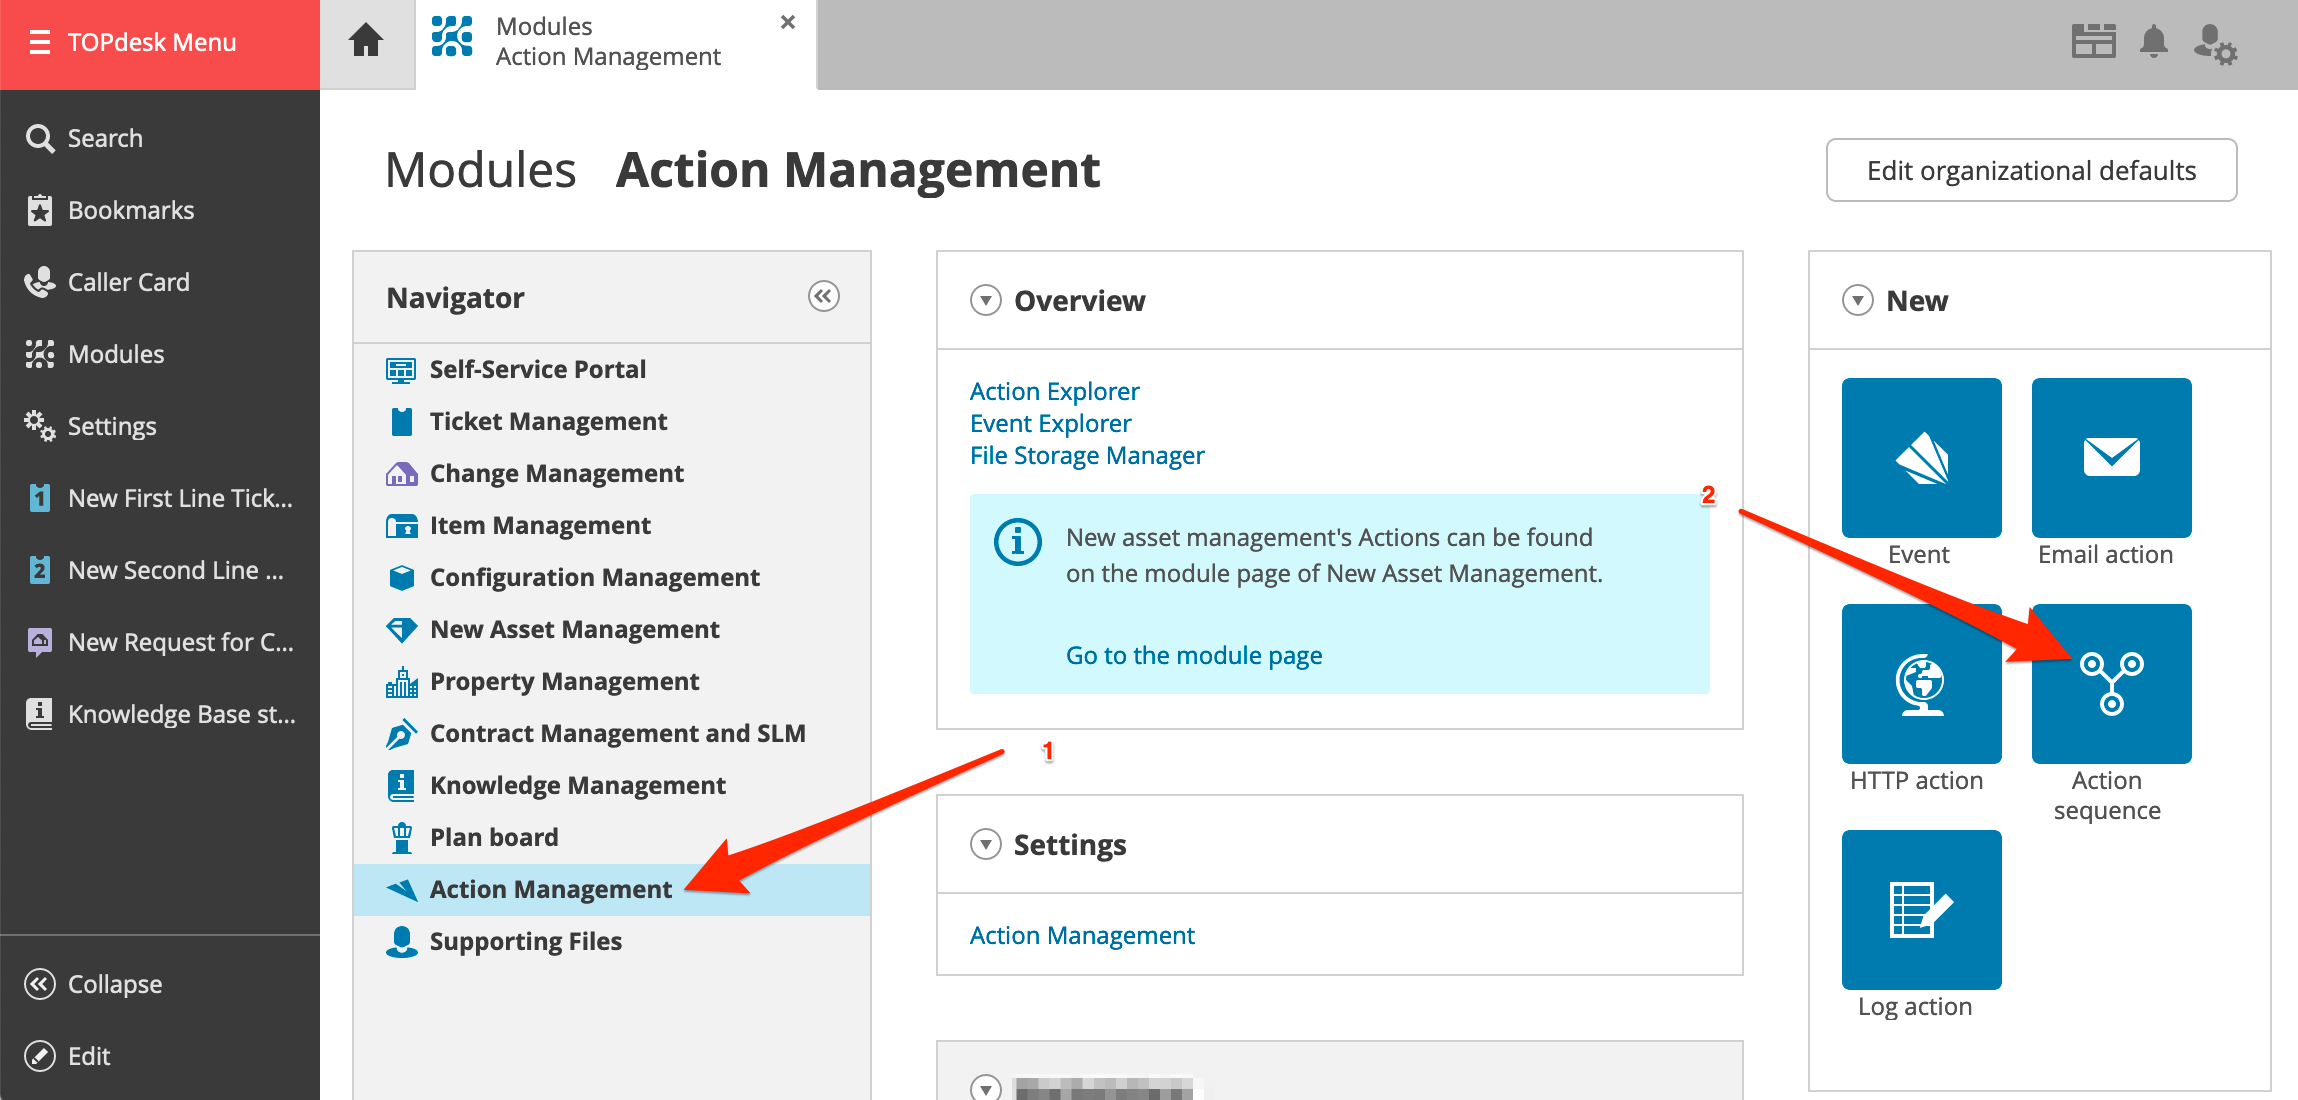 TOPdesk Menu
Modules
Action Management
Search
Bookmarks
Caller Card
Modules
Settings
1
New First Line Tick...
2
New Second Line ...
New Request for C...
Knowledge Base st...
Collapse
Edit
Modules Action Management
Edit organizational defaults
Navigator
Self-Service Portal
Ticket Management
Change Management
Item Management
Configuration Management
New Asset Management
Property Management
Contract Management and SLM
Knowledge Management
Plan board
Action Management
Supporting Files
1
Overview
Action Explorer
Event Explorer
File Storage Manager
New asset management's Actions can be found
on the module page of New Asset Management.
Go to the module page
2
Settings
Action Management
New
Event
Email action
HTTP action
Action
sequence
Log action